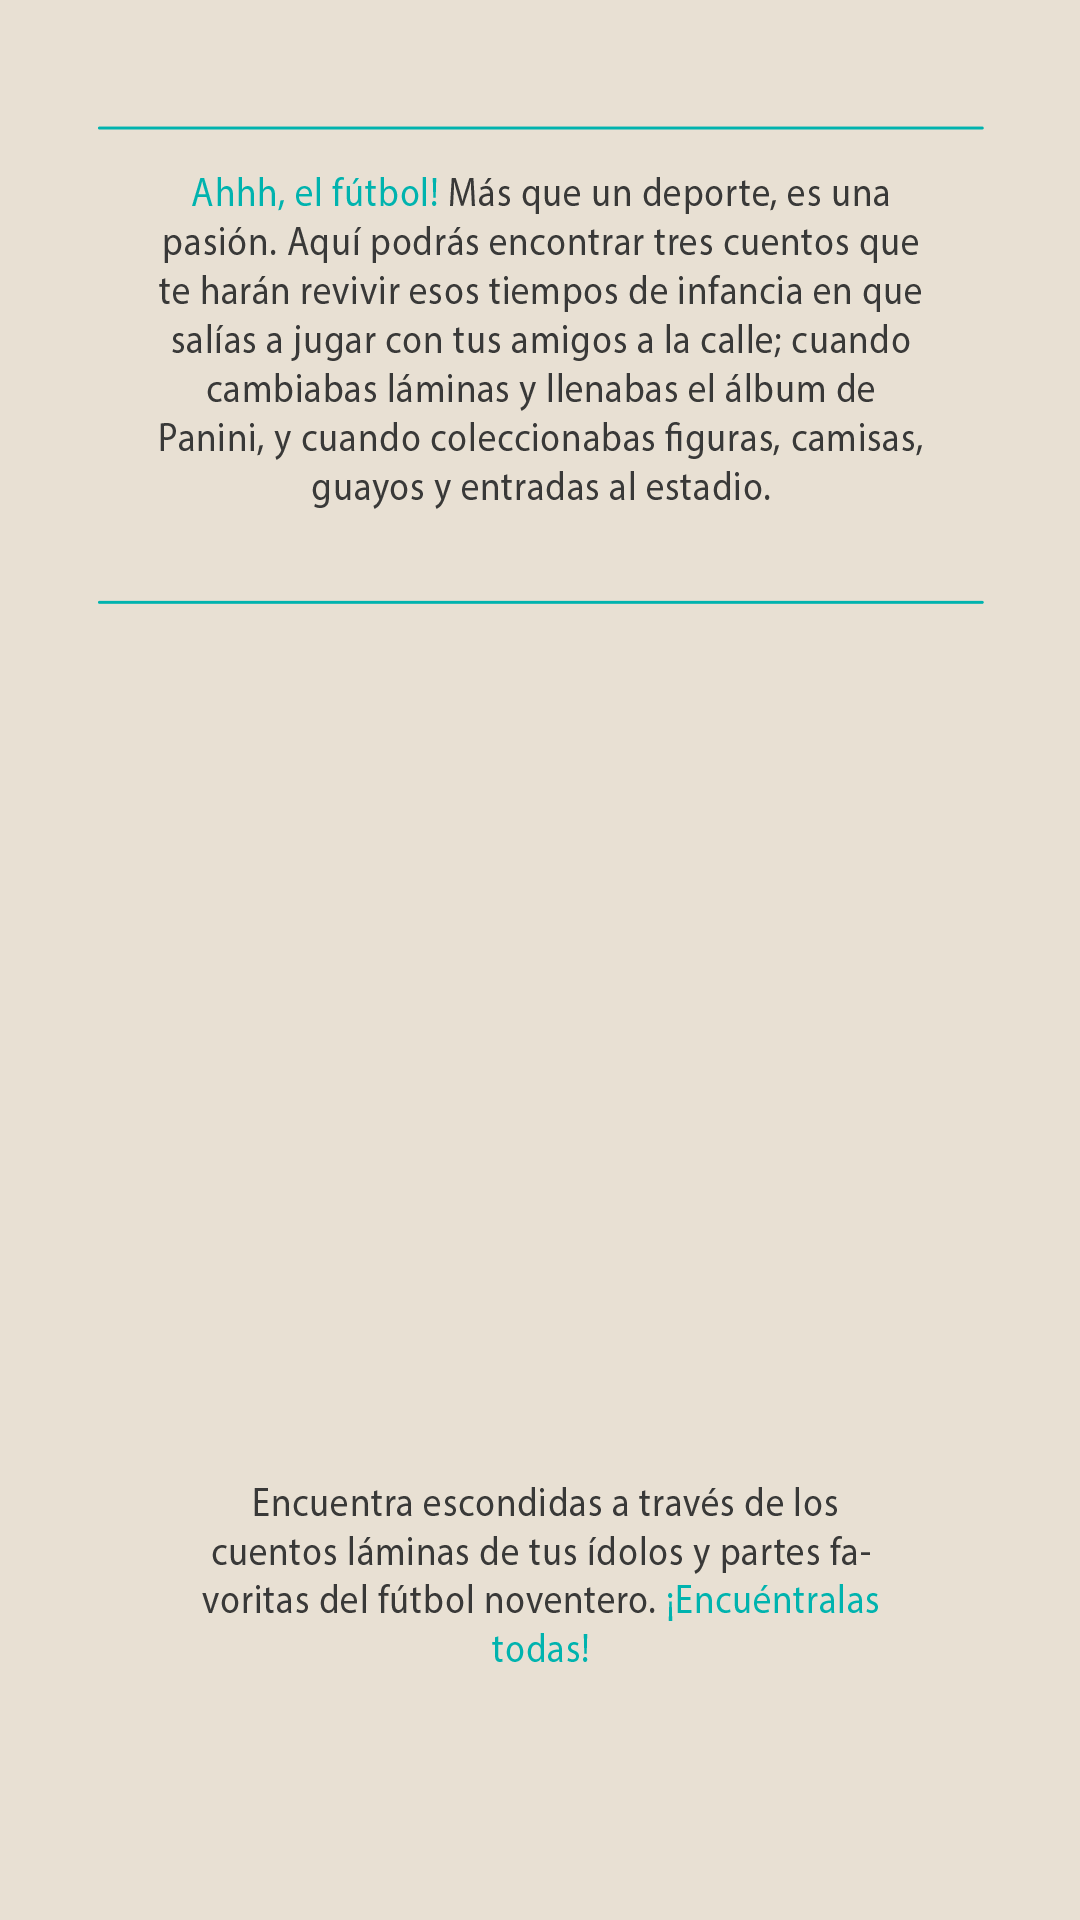 Ahhh, el fútbol! Más que un deporte, es una
pasión. Aquí podrás encontrar tres cuentos que
te harán revivir esos tiempos de infancia en que
salías a jugar con tus amigos a la calle; cuando
cambiabas láminas y llenabas el álbum de
Panini, y cuando coleccionabas figuras, camisas,
guayos y entradas al estadio.
Encuentra escondidas a través de los
cuentos láminas de tus ídolos y partes fa-
voritas del fútbol noventero. ¡Encuéntralas
todas!